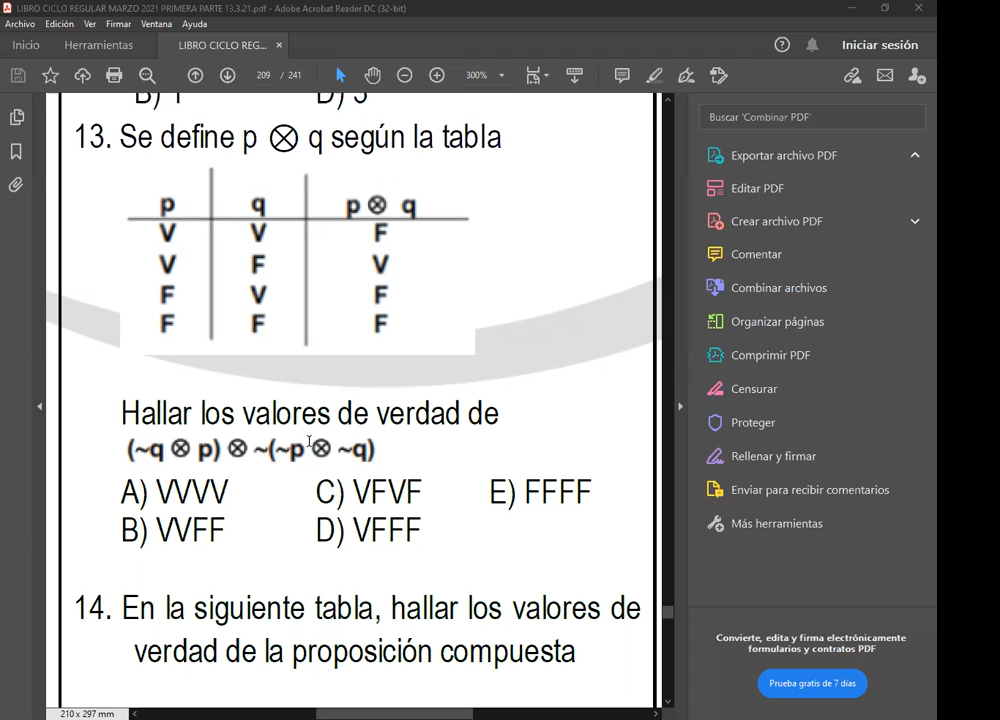 LIBRO CICLO REGULAR MARZO 2021 PRIMERA PARTE 13.3.21.pdf - Adobe Acrobat Reader DC (32-bit)
Archivo Edición Ver Firmar Ventana Ayuda
Inicio Herramientas LIBRO CICLO REG... × Iniciar sesión
209 / 241 300%
13. Se define p ⊗ q según la tabla
p q p ⊗ q
V V F
V F V
F V F
F F F
Hallar los valores de verdad de
(~q ⊗ p) ⊗ ~(~p ⊗ ~q)
A) VVVV C) VFVF E) FFFF
B) VVFF D) VFFF
14. En la siguiente tabla, hallar los valores de
verdad de la proposición compuesta
210 x 297 mm
Buscar 'Combinar PDF'
Exportar archivo PDF
Editar PDF
Crear archivo PDF
Comentar
Combinar archivos
Organizar páginas
Comprimir PDF
Censurar
Proteger
Rellenar y firmar
Enviar para recibir comentarios
Más herramientas
Convierte, edita y firma electrónicamente
formularios y contratos PDF
Prueba gratis de 7 días